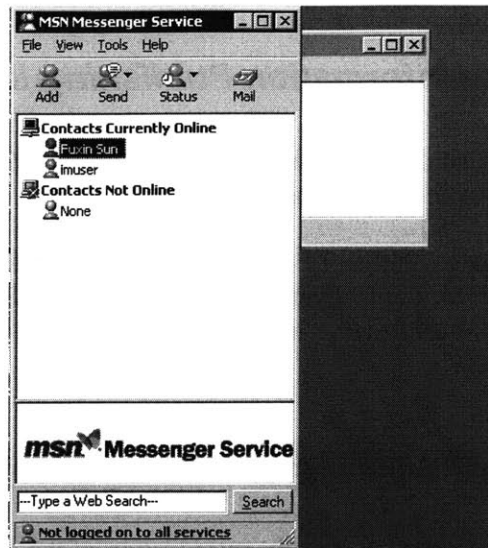 MSN Messenger Service
File View Tools Help
Add Send Status Mail
Contacts Currently Online
Fuxin Sun
imuser
Contacts Not Online
None
msn Messenger Service
---Type a Web Search--- Search
Not logged on to all services